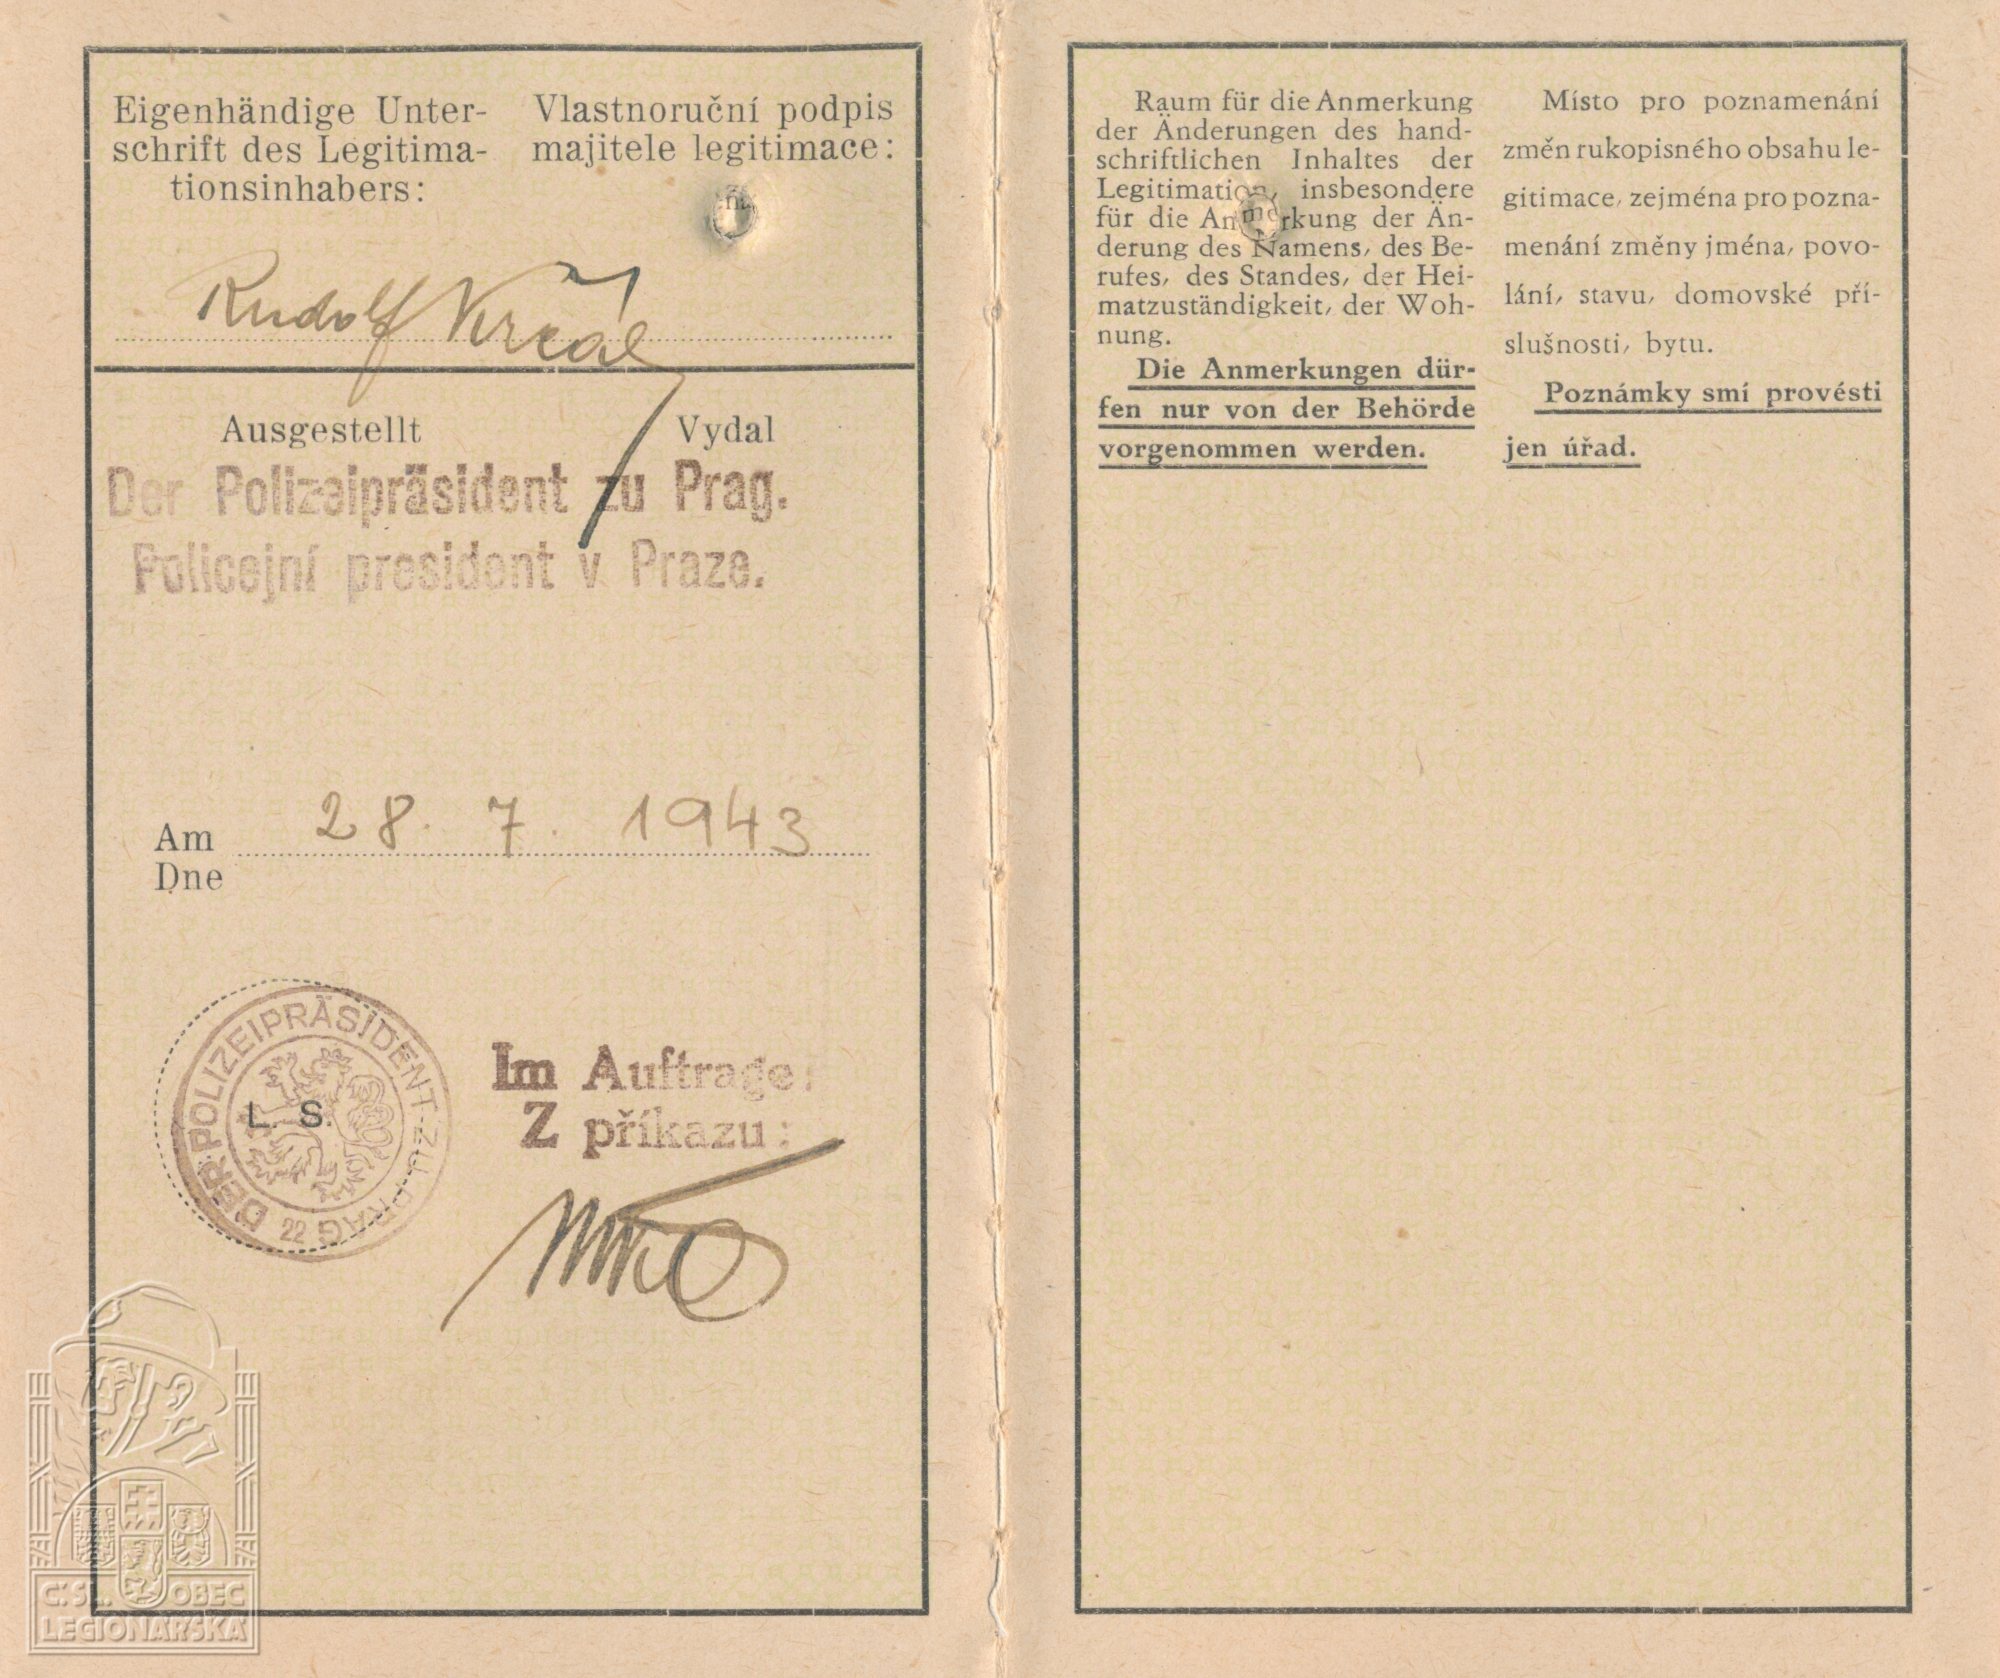 Eigenhändige Unter-
schrift des Legitima-
tionsinhabers:
Vlastnoruční podpis
majitele legitimace:
Rudolf Krčál
Ausgestellt
Vydal
Der Polizeipräsident zu Prag.
Policejní president v Praze.
Am
Dne
28. 7. 1943
DER POLIZEIPRÄSIDENT ZU PRAG
22
L. S.
Im Auftrage:
Z příkazu:
Č.SL. OBEC
LEGIONÁŘSKÁ
Raum für die Anmerkung
der Änderungen des hand-
schriftlichen Inhaltes der
Legitimation, insbesondere
für die Anmerkung der Än-
derung des Namens, des Be-
rufes, des Standes, der Hei-
matzuständigkeit, der Woh-
nung.
Die Anmerkungen dür-
fen nur von der Behörde
vorgenommen werden.
Místo pro poznamenání
změn rukopisného obsahu le-
gitimace, zejména pro pozna-
menání změny jména, povo-
lání, stavu, domovské pří-
slušnosti, bytu.
Poznámky smí provésti
jen úřad.